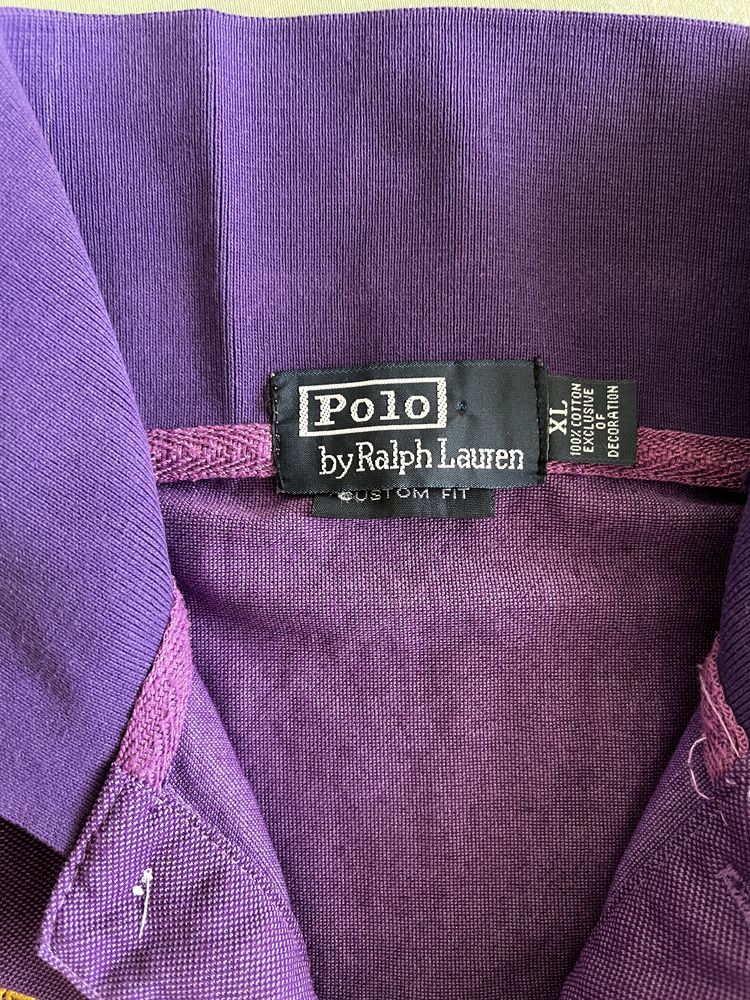 Polo
by Ralph Lauren
CUSTOM FIT
XL
100% COTTON
EXCLUSIVE
OF
DECORATION